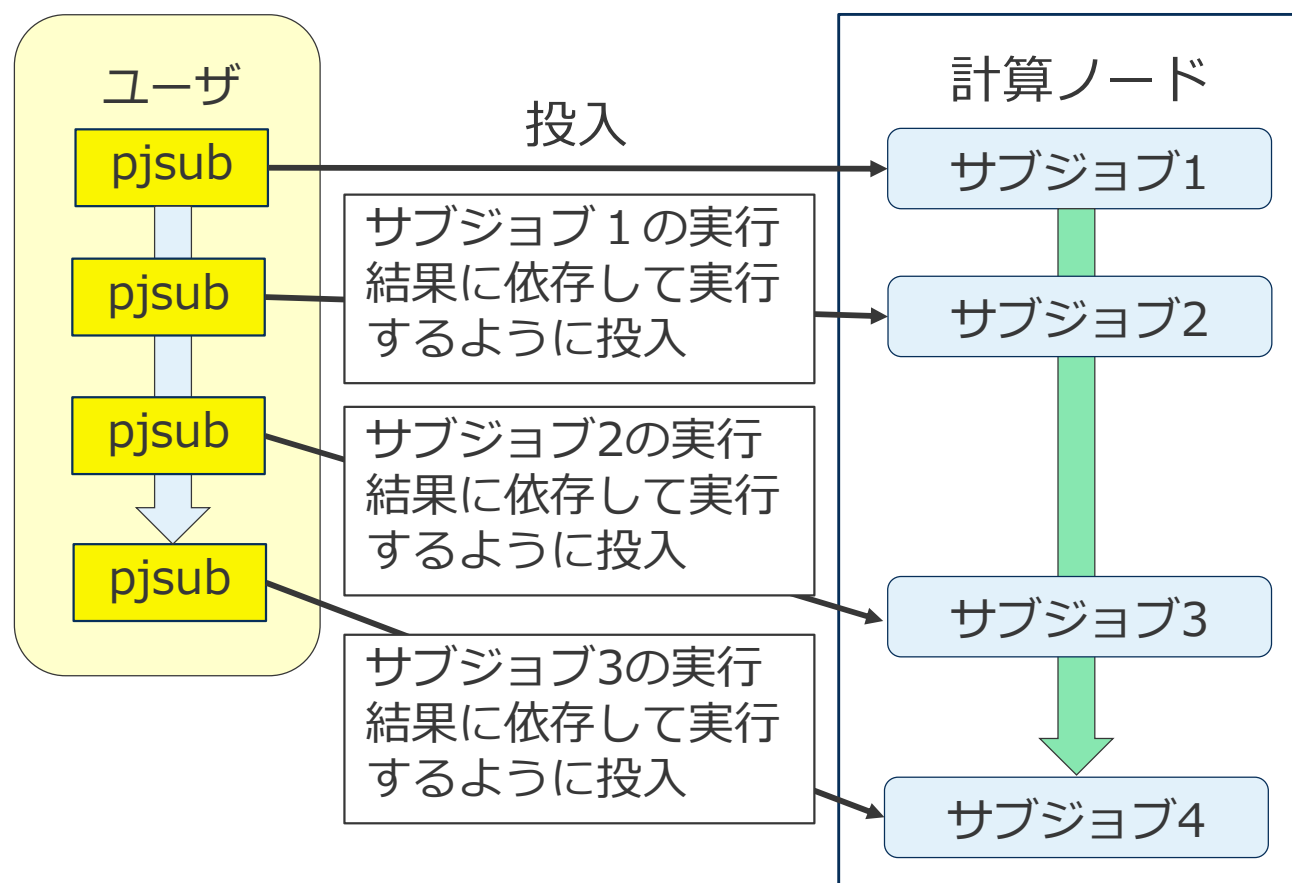 ユーザ
計算ノード
投入
pjsub
サブジョブ1
サブジョブ１の実行
結果に依存して実行
するように投入
pjsub
サブジョブ2
サブジョブ2の実行
結果に依存して実行
するように投入
pjsub
サブジョブ3
サブジョブ3の実行
結果に依存して実行
するように投入
pjsub
サブジョブ4